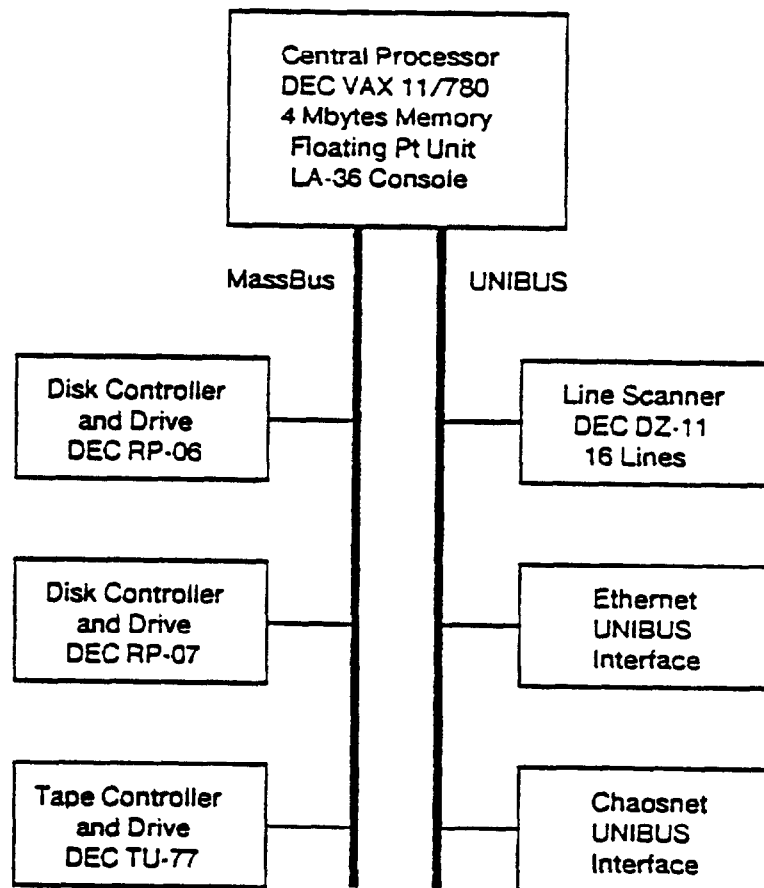 Central Processor
DEC VAX 11/780
4 Mbytes Memory
Floating Pt Unit
LA-36 Console
MassBus
UNIBUS
Disk Controller
and Drive
DEC RP-06
Line Scanner
DEC DZ-11
16 Lines
Disk Controller
and Drive
DEC RP-07
Ethernet
UNIBUS
Interface
Tape Controller
and Drive
DEC TU-77
Chaosnet
UNIBUS
Interface